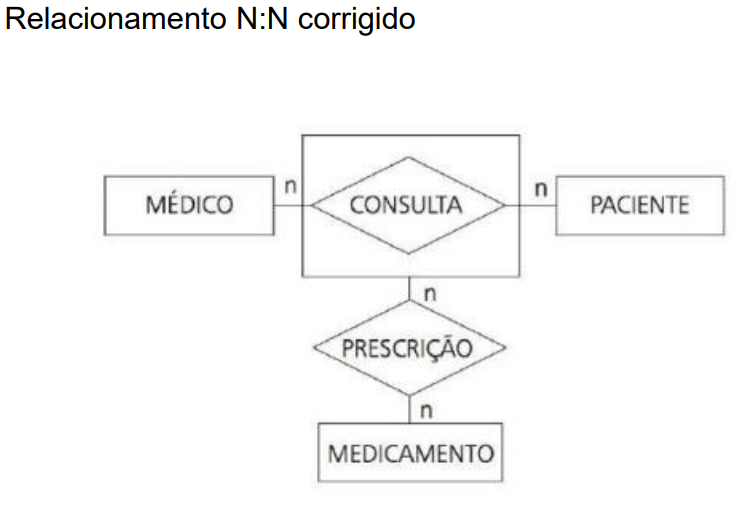 Relacionamento N:N corrigido
MÉDICO n CONSULTA n PACIENTE
n
PRESCRIÇÃO
n
MEDICAMENTO